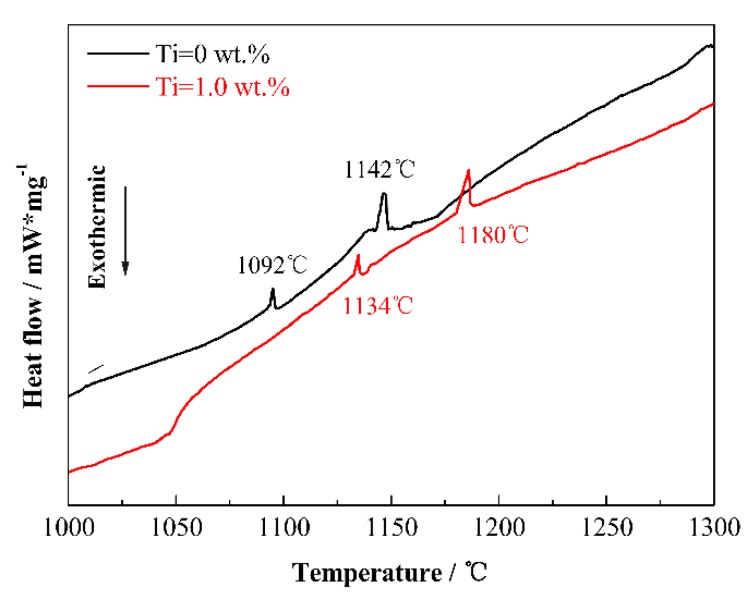 Ti=0 wt.%
Ti=1.0 wt.%
Heat flow / mW*mg⁻¹
Exothermic
1142℃
1092℃
1180℃
1134℃
1000 1050 1100 1150 1200 1250 1300
Temperature / ℃